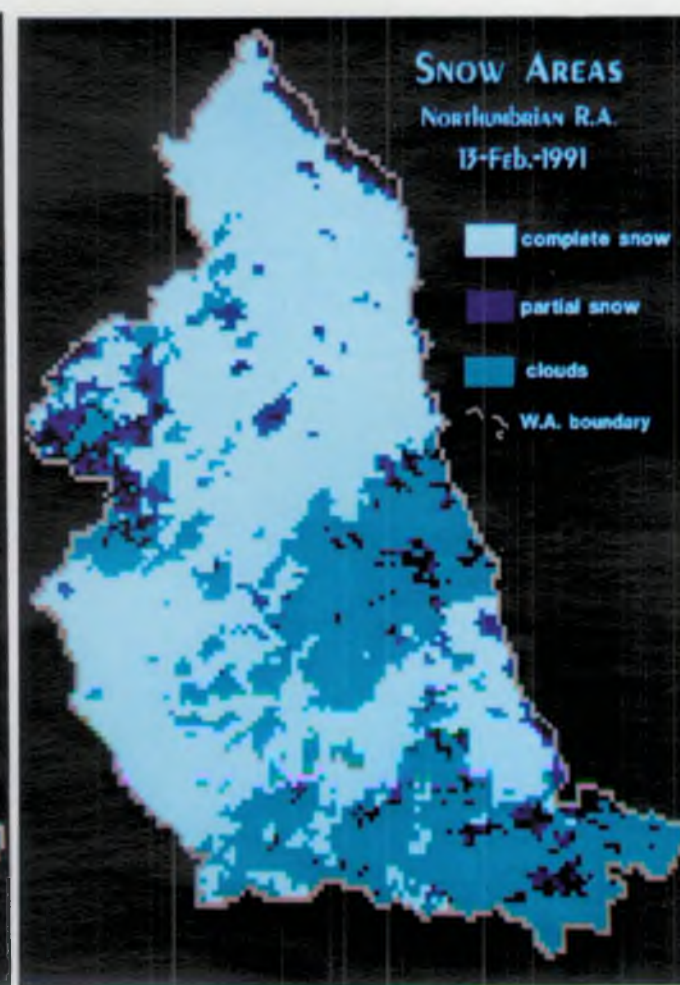 SNOW AREAS
NORTHUMBRIAN R.A.
13-FEB.-1991
complete snow
partial snow
clouds
W.A. boundary